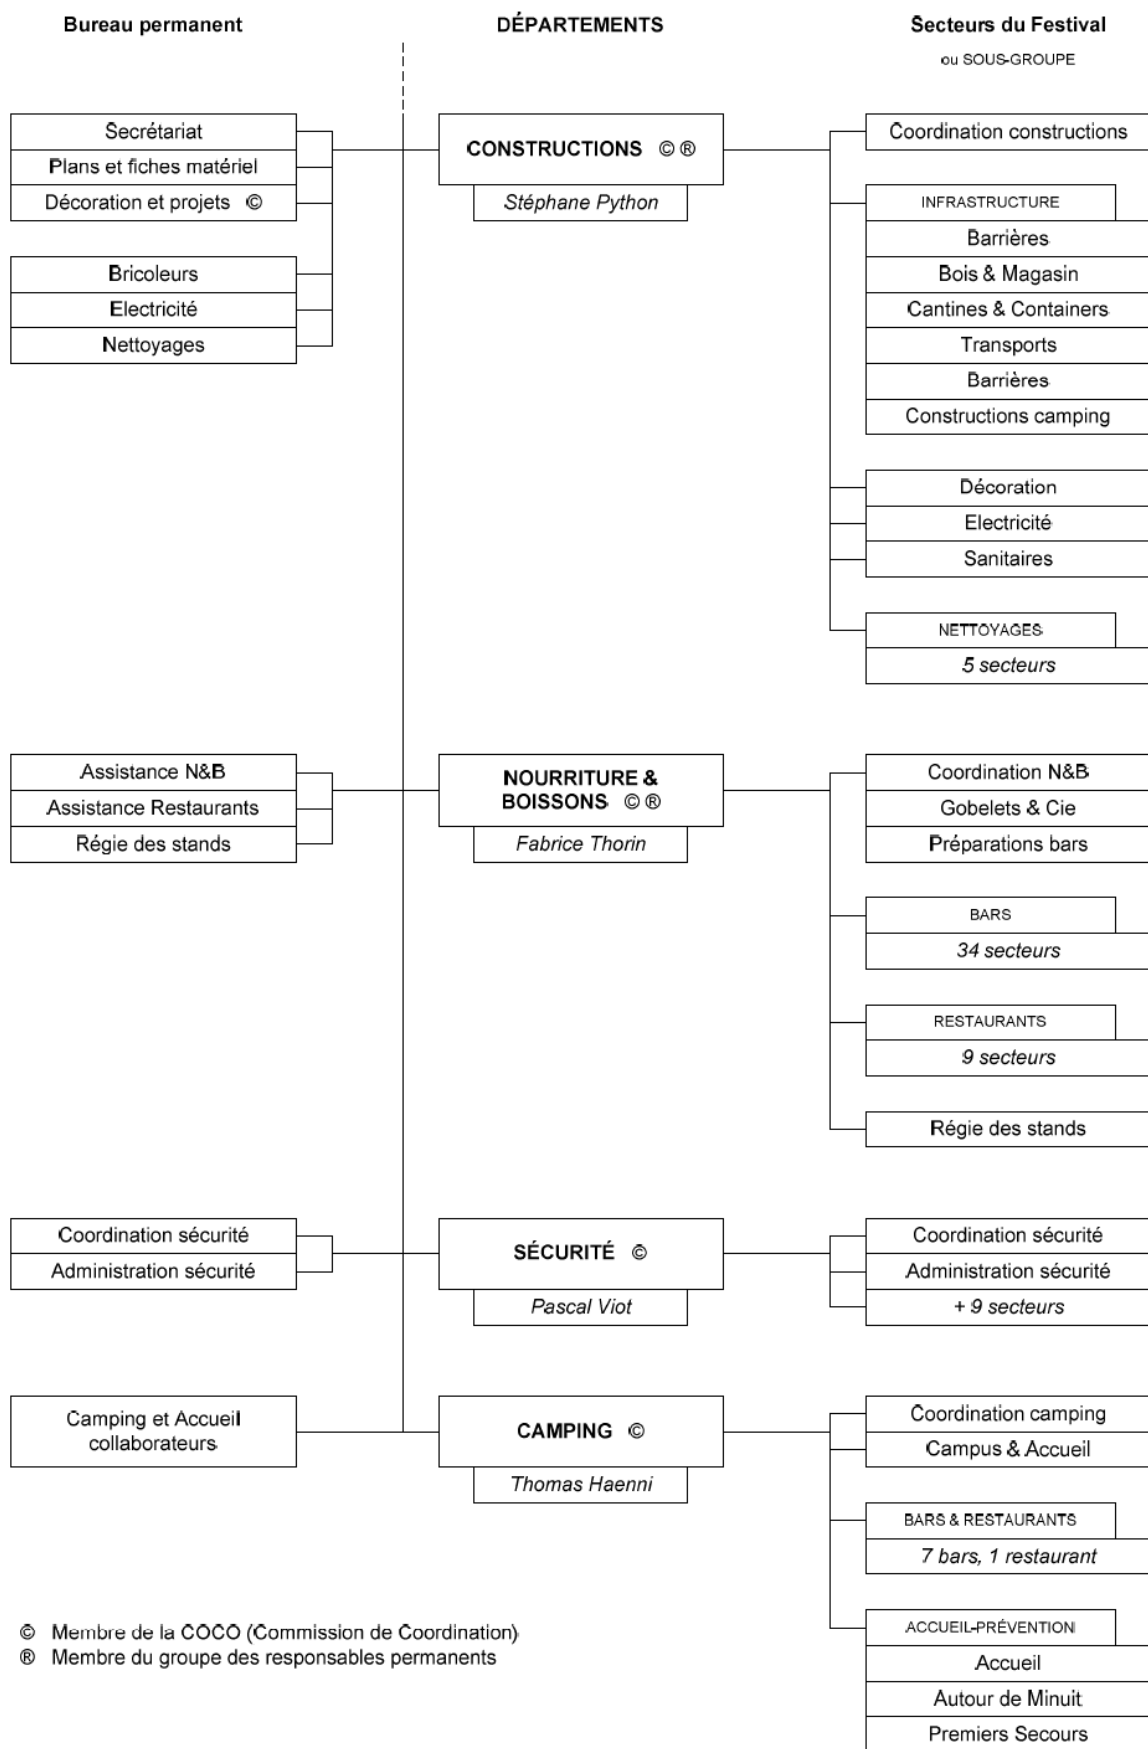 Bureau permanent
DÉPARTEMENTS
Secteurs du Festival
ou SOUS-GROUPE
Secrétariat
Plans et fiches matériel
Décoration et projets ©
Bricoleurs
Electricité
Nettoyages
CONSTRUCTIONS © ®
Stéphane Python
Coordination constructions
INFRASTRUCTURE
Barrières
Bois & Magasin
Cantines & Containers
Transports
Barrières
Constructions camping
Décoration
Electricité
Sanitaires
NETTOYAGES
5 secteurs
Assistance N&B
Assistance Restaurants
Régie des stands
NOURRITURE &
BOISSONS © ®
Fabrice Thorin
Coordination N&B
Gobelets & Cie
Préparations bars
BARS
34 secteurs
RESTAURANTS
9 secteurs
Régie des stands
Coordination sécurité
Administration sécurité
SÉCURITÉ ©
Pascal Viot
Coordination sécurité
Administration sécurité
+ 9 secteurs
Camping et Accueil
collaborateurs
CAMPING ©
Thomas Haenni
Coordination camping
Campus & Accueil
BARS & RESTAURANTS
7 bars, 1 restaurant
ACCUEIL-PRÉVENTION
Accueil
Autour de Minuit
Premiers Secours
© Membre de la COCO (Commission de Coordination)
® Membre du groupe des responsables permanents